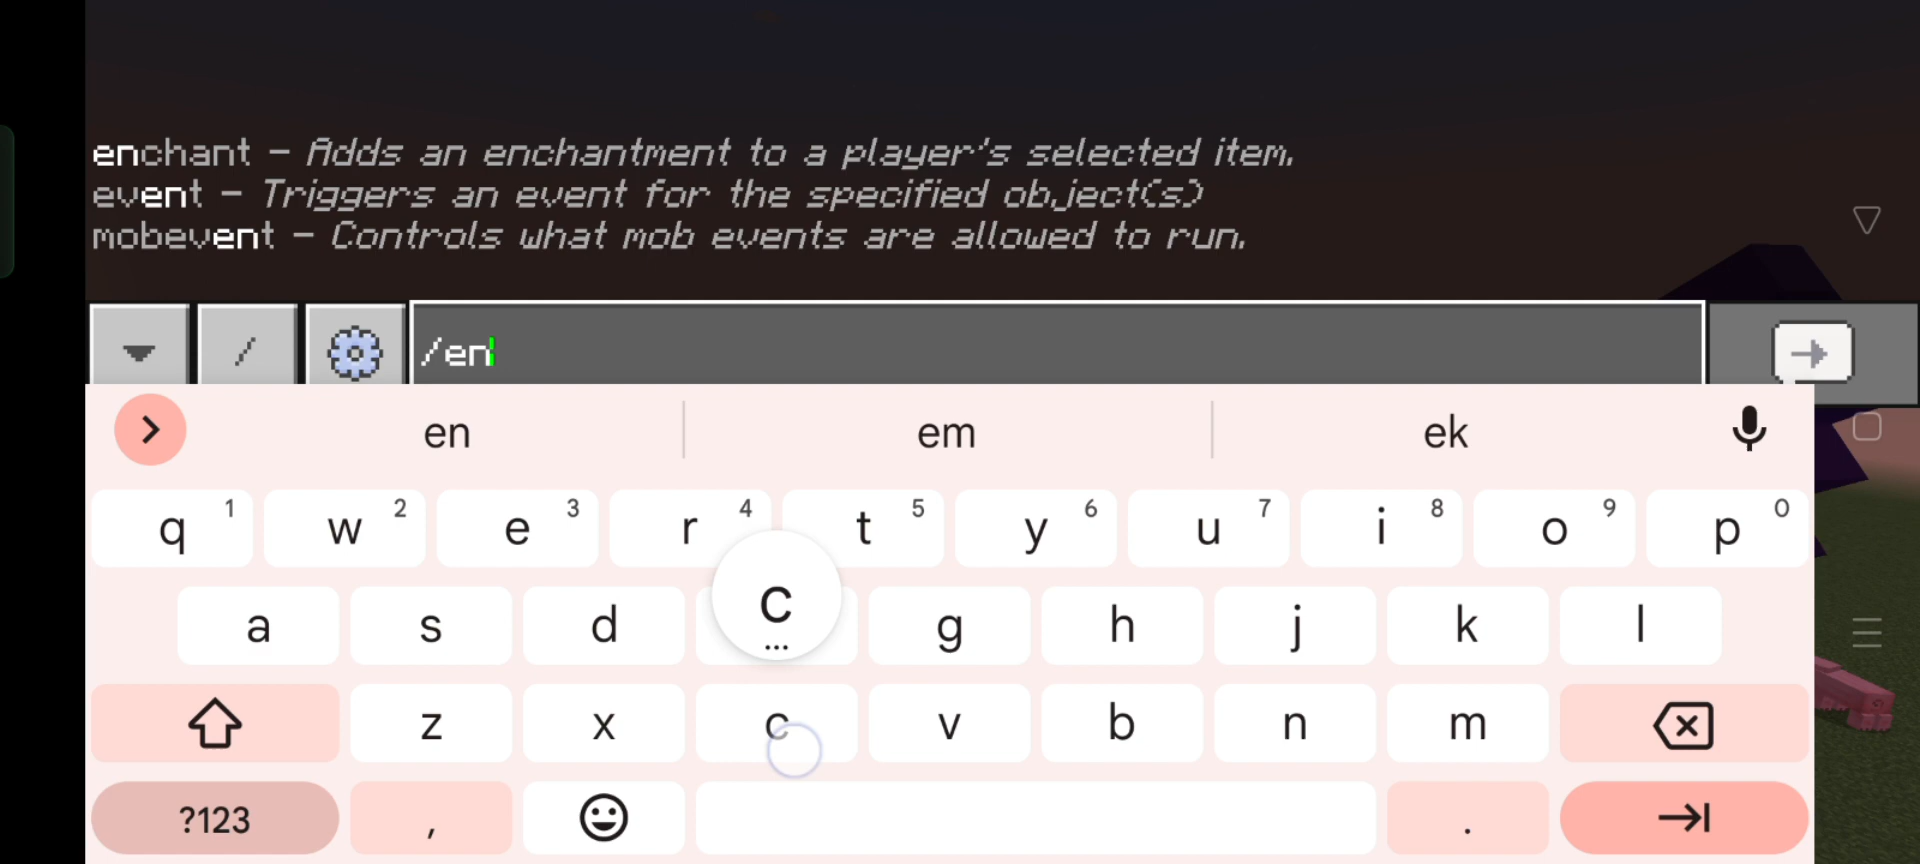 enchant - Adds an enchantment to a player's selected item.
event - Triggers an event for the specified object(s)
mobevent - Controls what mob events are allowed to run.
/
/en
en em ek
q 1 w 2 e 3 r 4 t 5 y 6 u 7 i 8 o 9 p 0
c
...
a s d g h j k l
z x c v b n m
?123 , .